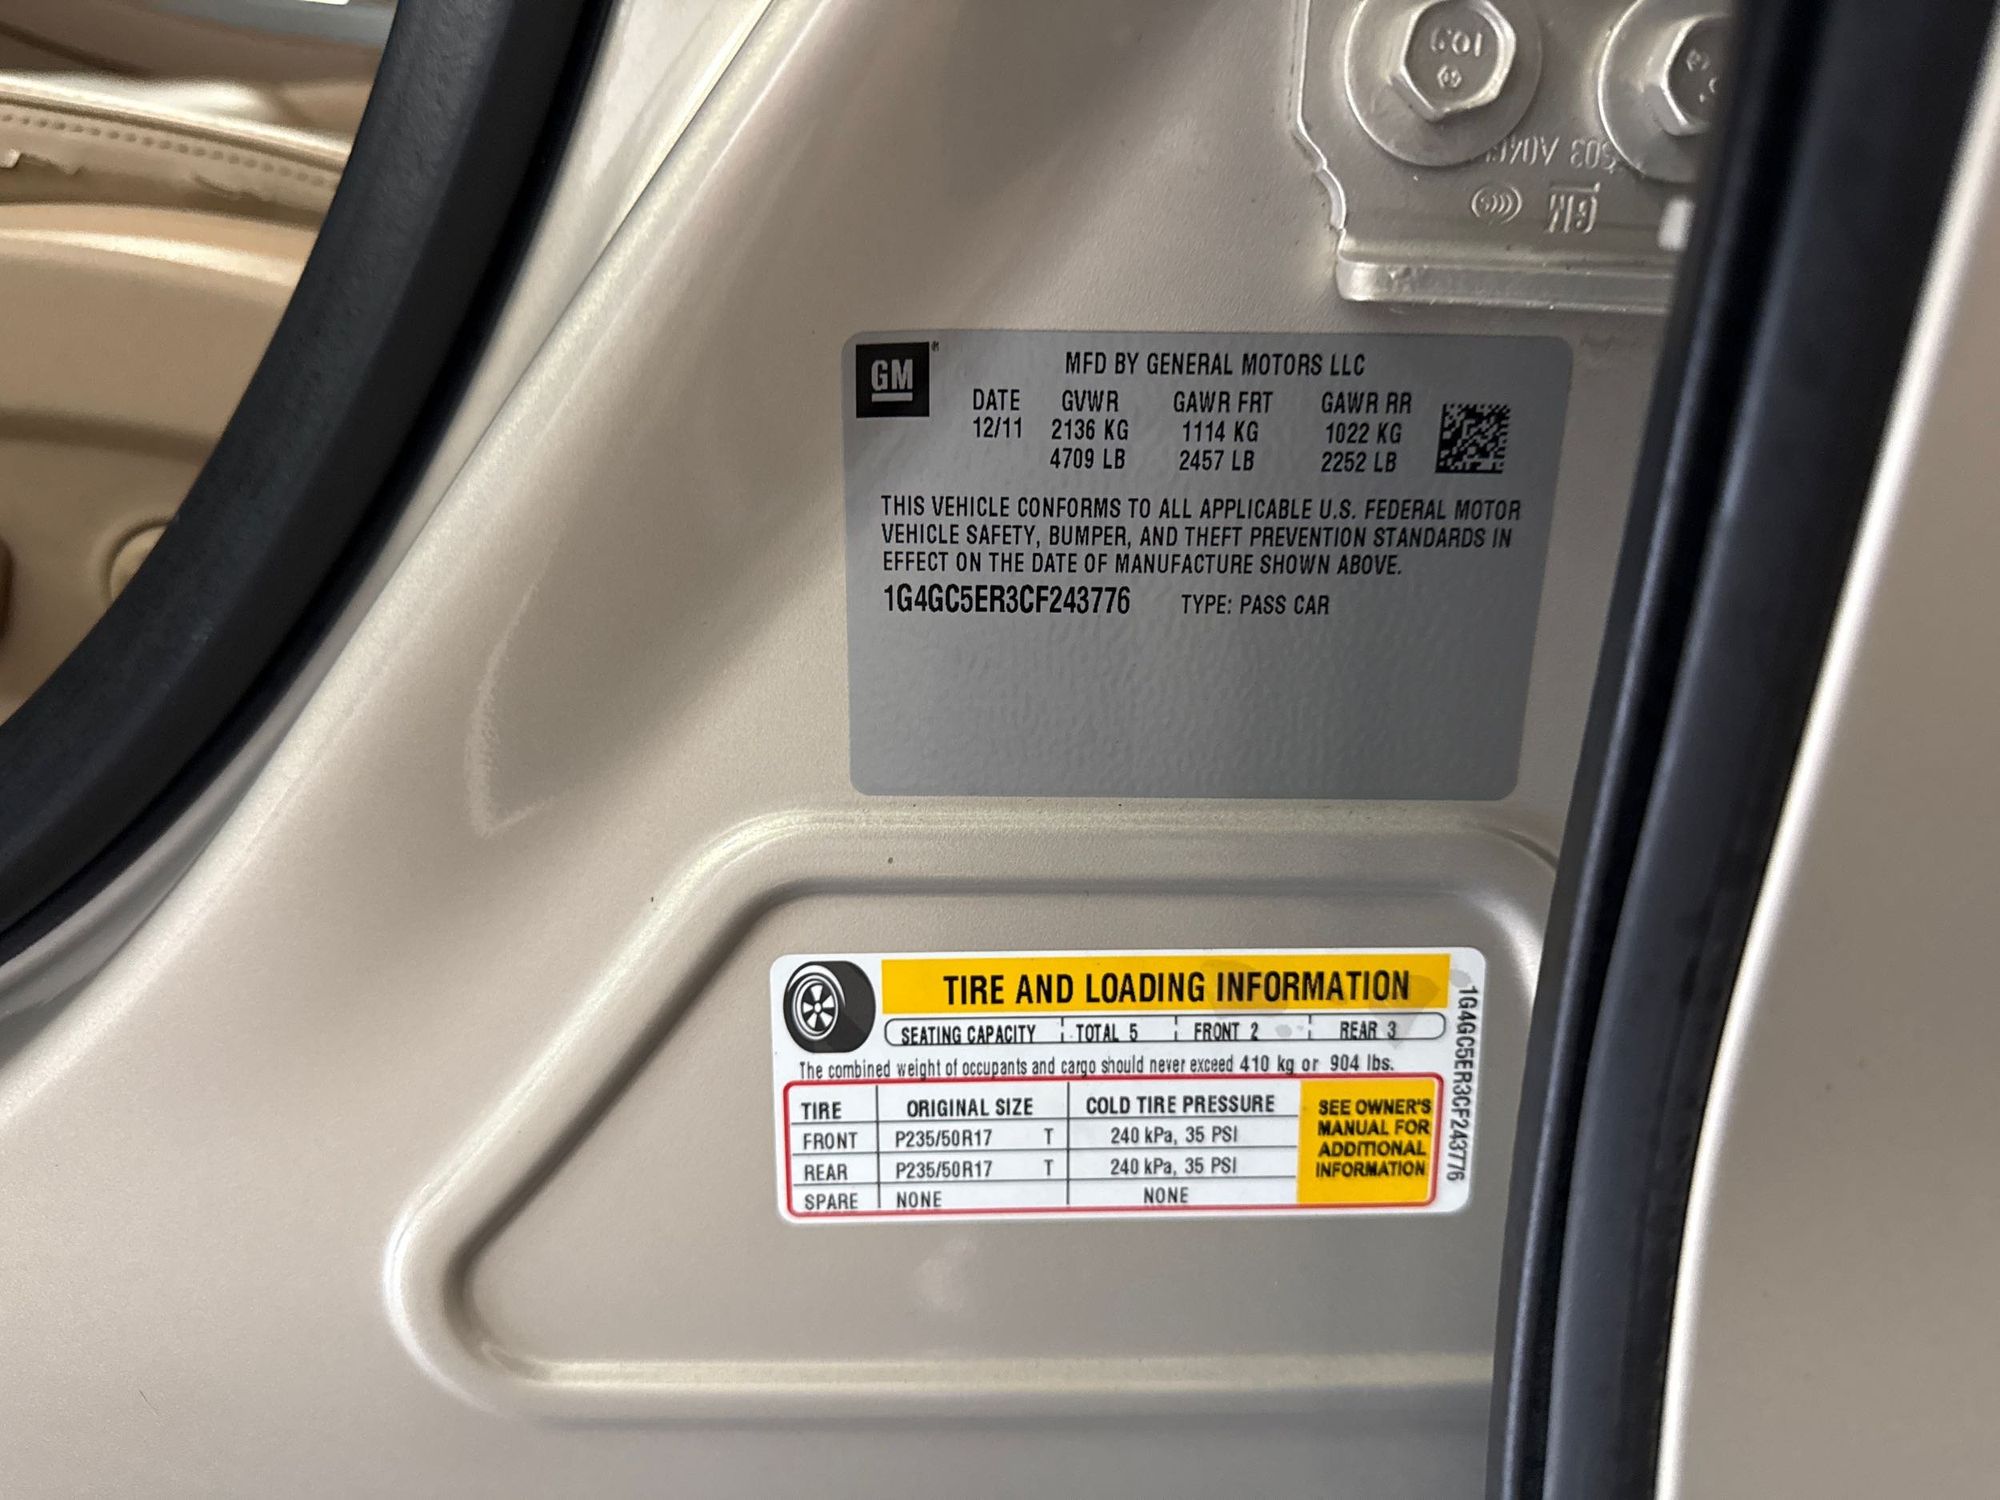 GM
MFD BY GENERAL MOTORS LLC
DATE GVWR GAWR FRT GAWR RR
12/11 2136 KG 1114 KG 1022 KG
4709 LB 2457 LB 2252 LB
THIS VEHICLE CONFORMS TO ALL APPLICABLE U.S. FEDERAL MOTOR
VEHICLE SAFETY, BUMPER, AND THEFT PREVENTION STANDARDS IN
EFFECT ON THE DATE OF MANUFACTURE SHOWN ABOVE.
1G4GC5ER3CF243776 TYPE: PASS CAR
TIRE AND LOADING INFORMATION
SEATING CAPACITY TOTAL 5 FRONT 2 REAR 3
The combined weight of occupants and cargo should never exceed 410 kg or 904 lbs.
TIRE ORIGINAL SIZE COLD TIRE PRESSURE
FRONT P235/50R17 T 240 kPa, 35 PSI
REAR P235/50R17 T 240 kPa, 35 PSI
SPARE NONE NONE
SEE OWNER'S
MANUAL FOR
ADDITIONAL
INFORMATION
1G4GC5ER3CF243776
10.9
GM